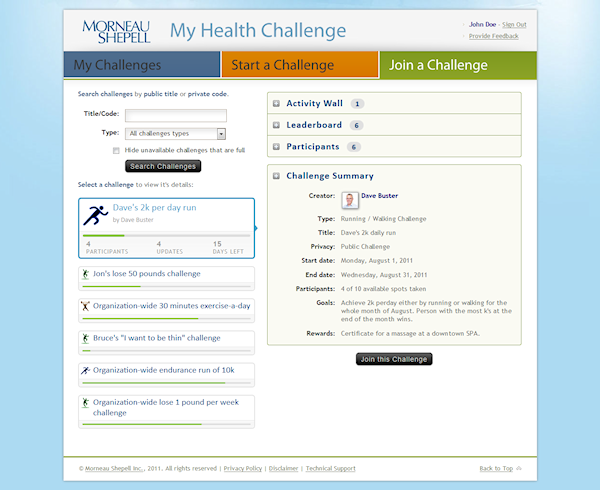 MORNEAU
SHEPELL
My Health Challenge
John Doe - Sign Out
Provide Feedback
My Challenges
Start a Challenge
Join a Challenge
Search challenges by public title or private code.
Title/Code:
Type: All challenges types
Hide unavailable challenges that are full
Search Challenges
Select a challenge to view it's details:
Dave's 2k per day run
by Dave Buster
4 4 15
PARTICIPANTS UPDATES DAYS LEFT
Jon's lose 50 pounds challenge
Organization-wide 30 minutes exercise-a-day
Bruce's "I want to be thin" challenge
Organization-wide endurance run of 10k
Organization-wide lose 1 pound per week
challenge
Activity Wall 1
Leaderboard 6
Participants 6
Challenge Summary
Creator: Dave Buster
Type: Running / Walking Challenge
Title: Dave's 2k daily run
Privacy: Public Challenge
Start date: Monday, August 1, 2011
End date: Wednesday, August 31, 2011
Participants: 4 of 10 available spots taken
Goals: Achieve 2k perday either by running or walking for the
whole month of August. Person with the most k's at the
end of the month wins.
Rewards: Certificate for a massage at a downtown SPA.
Join this Challenge
© Morneau Shepell Inc., 2011. All rights reserved | Privacy Policy | Disclaimer | Technical Support
Back to Top